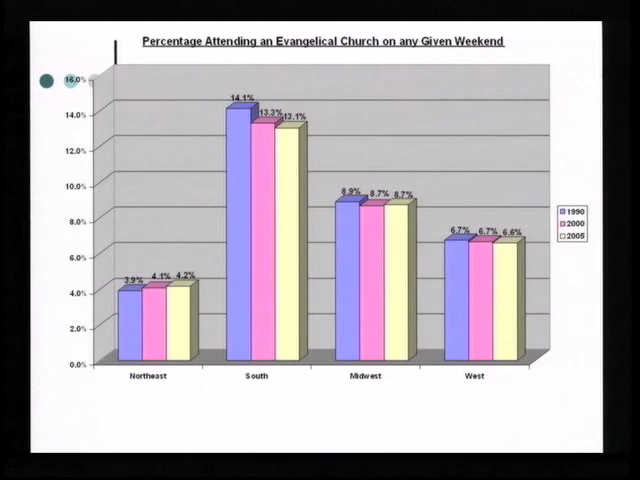 Percentage Attending an Evangelical Church on any Given Weekend
16.0%
14.0%
12.0%
10.0%
8.0%
6.0%
4.0%
2.0%
0.0%
3.9% 4.1% 4.2%
14.1% 13.3% 13.1%
8.9% 8.7% 8.7%
6.7% 6.7% 6.6%
Northeast South Midwest West
1990
2000
2005